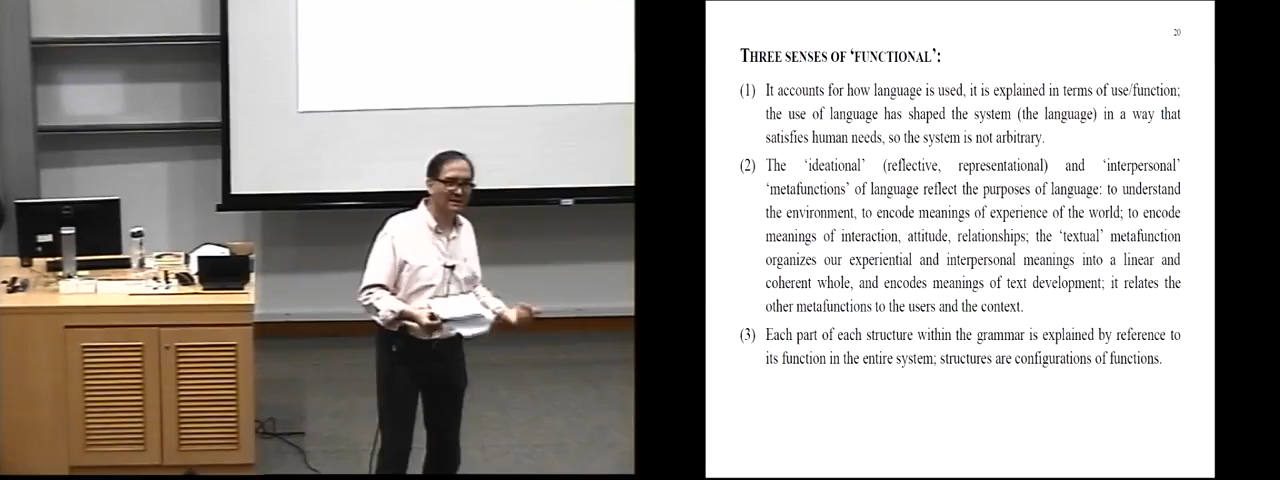 20
THREE SENSES OF ‘FUNCTIONAL’:
(1) It accounts for how language is used, it is explained in terms of use/function;
the use of language has shaped the system (the language) in a way that
satisfies human needs, so the system is not arbitrary.
(2) The ‘ideational’ (reflective, representational) and ‘interpersonal’
‘metafunctions’ of language reflect the purposes of language: to understand
the environment, to encode meanings of experience of the world; to encode
meanings of interaction, attitude, relationships; the ‘textual’ metafunction
organizes our experiential and interpersonal meanings into a linear and
coherent whole, and encodes meanings of text development; it relates the
other metafunctions to the users and the context.
(3) Each part of each structure within the grammar is explained by reference to
its function in the entire system; structures are configurations of functions.